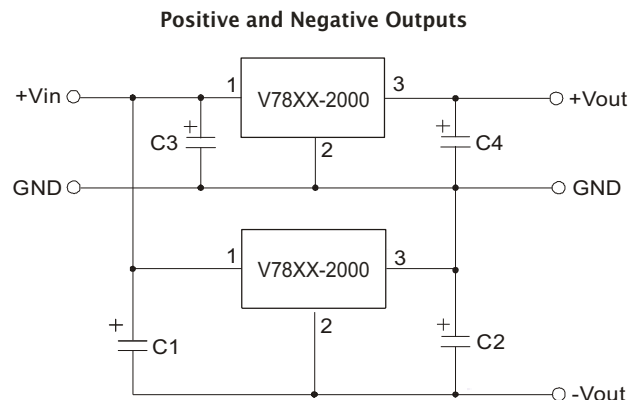 Positive and Negative Outputs
+Vin
1
V78XX-2000
3
+Vout
+
C3
2
+
C4
GND
GND
1
V78XX-2000
3
+
C1
2
+
C2
-Vout